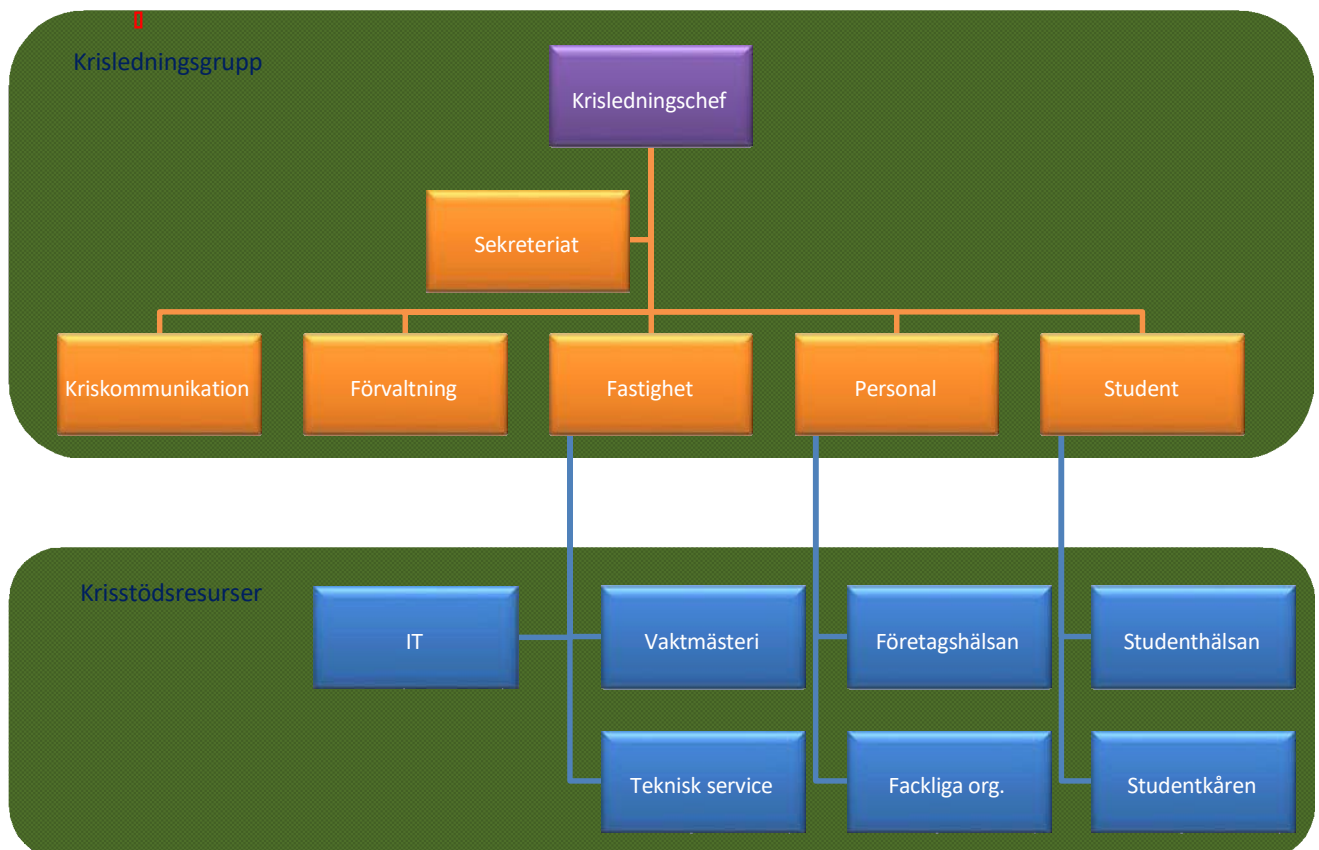 Krisledningsgrupp
Krisledningschef
Sekreteriat
Kriskommunikation
Förvaltning
Fastighet
Personal
Student
Krisstödsresurser
IT
Vaktmästeri
Företagshälsan
Studenthälsan
Teknisk service
Fackliga org.
Studentkåren